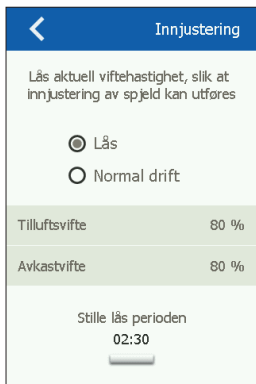 Innjustering
Lås aktuell viftehastighet, slik at
innjustering av spjeld kan utføres
Lås
Normal drift
Tilluftsvifte 80 %
Avkastvifte 80 %
Stille lås perioden
02:30